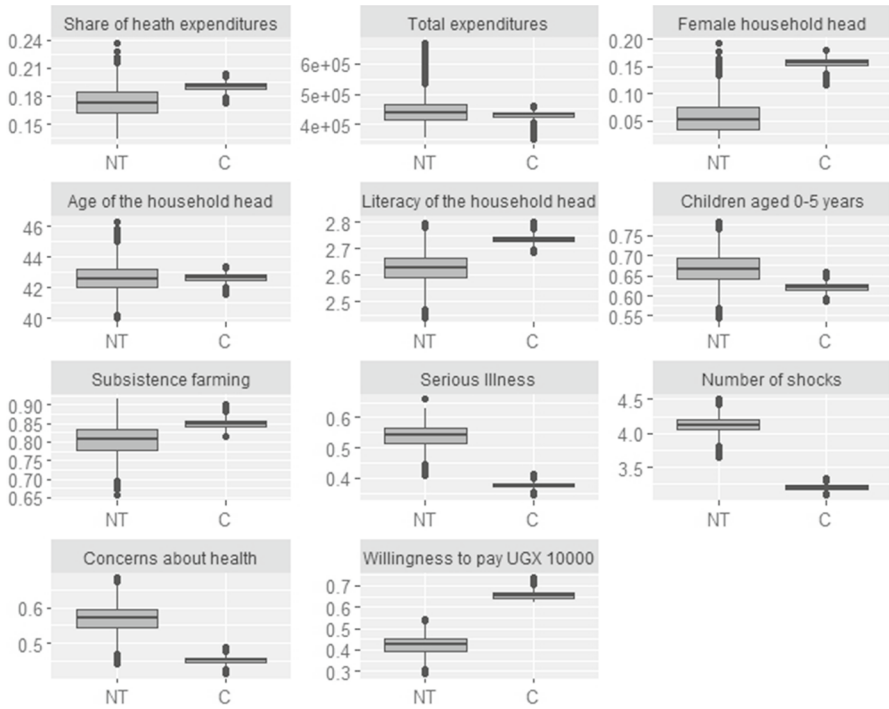 Share of heath expenditures
0.24
0.21
0.18
0.15
NT C
Total expenditures
6e+05
5e+05
4e+05
NT C
Female household head
0.20
0.15
0.10
0.05
NT C
Age of the household head
46
44
42
40
NT C
Literacy of the household head
2.8
2.7
2.6
2.5
NT C
Children aged 0-5 years
0.75
0.70
0.65
0.60
0.55
NT C
Subsistence farming
0.90
0.85
0.80
0.75
0.70
0.65
NT C
Serious Illness
0.6
0.5
0.4
NT C
Number of shocks
4.5
4.0
3.5
NT C
Concerns about health
0.6
0.5
NT C
Willingness to pay UGX 10000
0.7
0.6
0.5
0.4
0.3
NT C